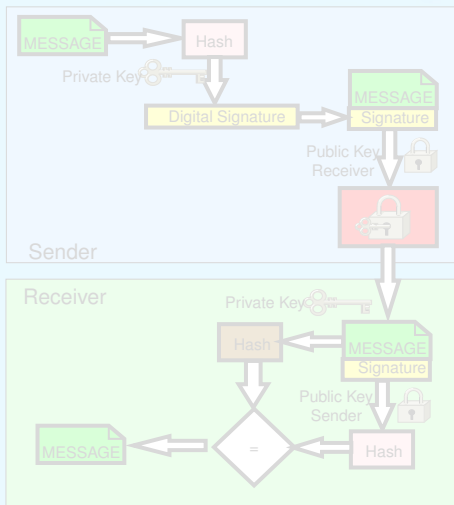 MESSAGE
Hash
Private Key
Digital Signature
MESSAGE
Signature
Public Key
Receiver
Sender
Receiver
Private Key
Hash
MESSAGE
Signature
Public Key
Sender
MESSAGE
=
Hash